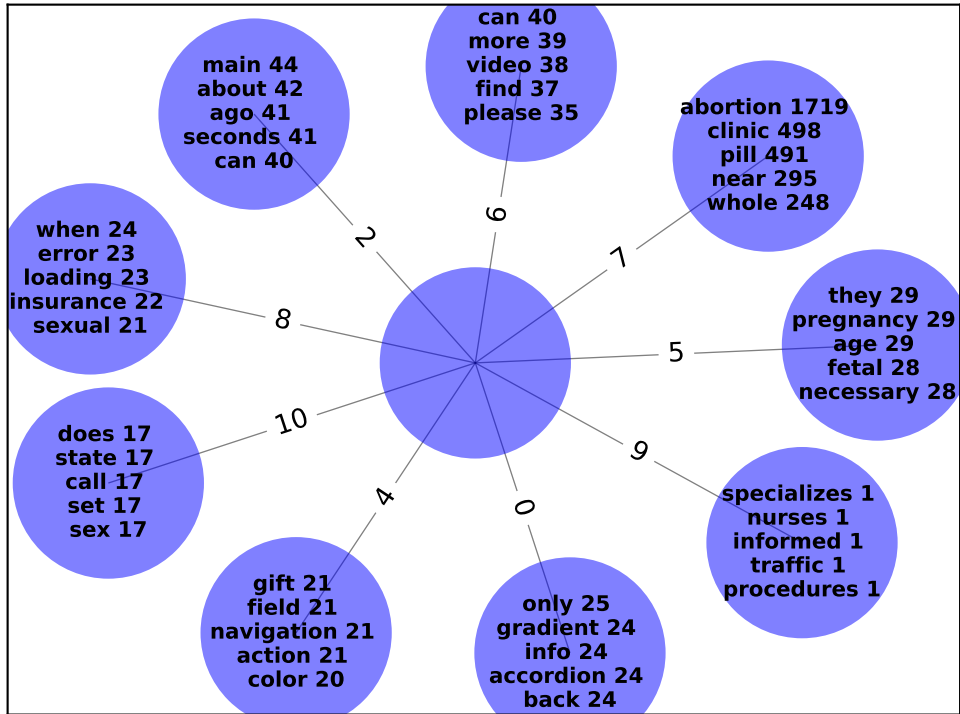 can 40
more 39
video 38
find 37
please 35
main 44
about 42
ago 41
seconds 41
can 40
abortion 1719
clinic 498
pill 491
near 295
whole 248
6
2
7
when 24
error 23
loading 23
insurance 22
sexual 21
8
5
they 29
pregnancy 29
age 29
fetal 28
necessary 28
does 17
state 17
call 17
set 17
sex 17
10
9
4
0
specializes 1
nurses 1
informed 1
traffic 1
procedures 1
gift 21
field 21
navigation 21
action 21
color 20
only 25
gradient 24
info 24
accordion 24
back 24